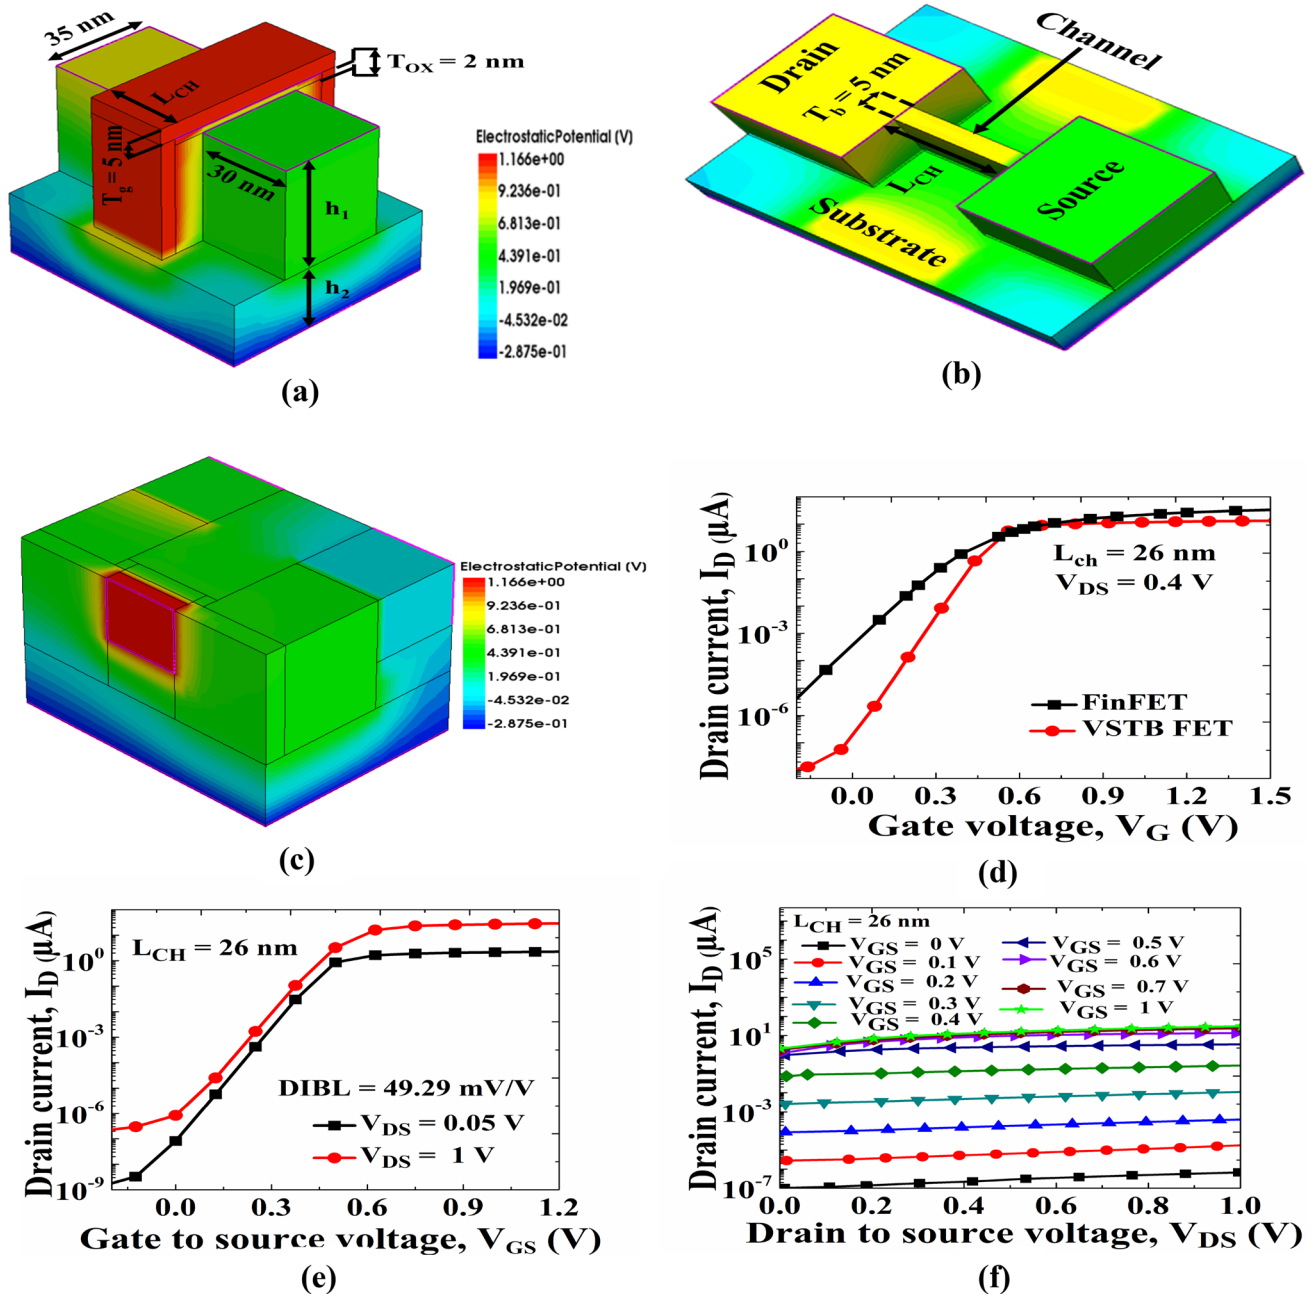 35 nm
T_OX = 2 nm
L_CH
T_g = 5 nm
30 nm
h_1
h_2
ElectrostaticPotential (V)
1.166e+00
9.236e-01
6.813e-01
4.391e-01
1.969e-01
-4.532e-02
-2.875e-01
(a)
Channel
Drain
T_b = 5 nm
L_CH
Source
Substrate
(b)
ElectrostaticPotential (V)
1.166e+00
9.236e-01
6.813e-01
4.391e-01
1.969e-01
-4.532e-02
-2.875e-01
(c)
Drain current, I_D (μA)
10^0
10^-3
10^-6
L_ch = 26 nm
V_DS = 0.4 V
FinFET
VSTB FET
0.0 0.3 0.6 0.9 1.2 1.5
Gate voltage, V_G (V)
(d)
Drain current, I_D (μA)
10^0
10^-3
10^-6
10^-9
L_CH = 26 nm
DIBL = 49.29 mV/V
V_DS = 0.05 V
V_DS = 1 V
0.0 0.3 0.6 0.9 1.2
Gate to source voltage, V_GS (V)
(e)
Drain current, I_D (μA)
10^5
10^1
10^-3
10^-7
L_CH = 26 nm
V_GS = 0 V
V_GS = 0.1 V
V_GS = 0.2 V
V_GS = 0.3 V
V_GS = 0.4 V
V_GS = 0.5 V
V_GS = 0.6 V
V_GS = 0.7 V
V_GS = 1 V
0.0 0.2 0.4 0.6 0.8 1.0
Drain to source voltage, V_DS (V)
(f)